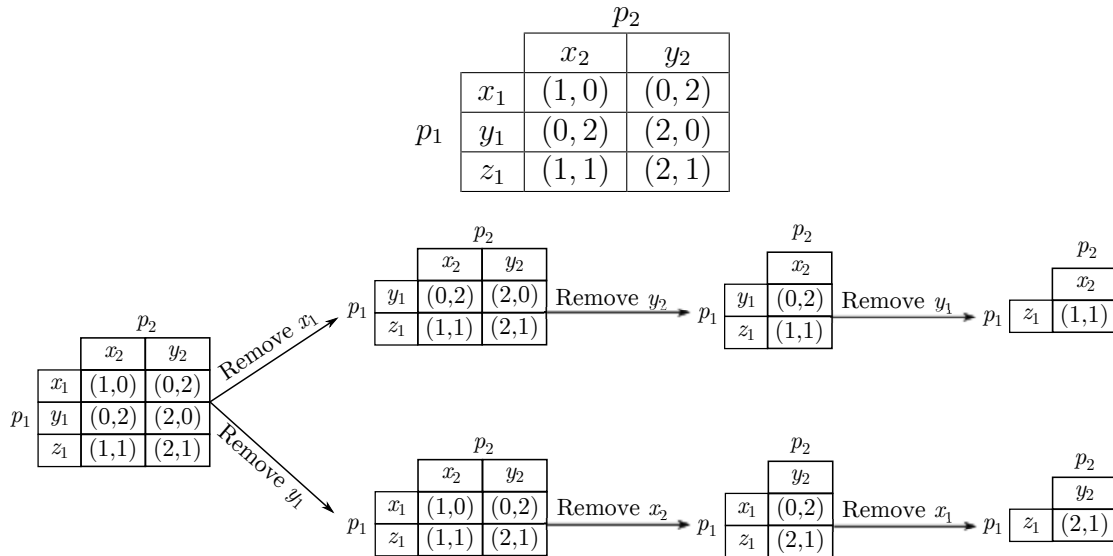 p₂
x₂ y₂
x₁ (1, 0) (0, 2)
p₁ y₁ (0, 2) (2, 0)
z₁ (1, 1) (2, 1)
p₂
x₂ y₂
x₁ (1,0) (0,2)
p₁ y₁ (0,2) (2,0)
z₁ (1,1) (2,1)
Remove x₁
p₂
x₂ y₂
p₁ y₁ (0,2) (2,0)
z₁ (1,1) (2,1)
Remove y₂
p₂
x₂
p₁ y₁ (0,2)
z₁ (1,1)
Remove y₁
p₂
x₂
p₁ z₁ (1,1)
Remove y₁
p₂
x₂ y₂
p₁ x₁ (1,0) (0,2)
z₁ (1,1) (2,1)
Remove x₂
p₂
y₂
p₁ x₁ (0,2)
z₁ (2,1)
Remove x₁
p₂
y₂
p₁ z₁ (2,1)